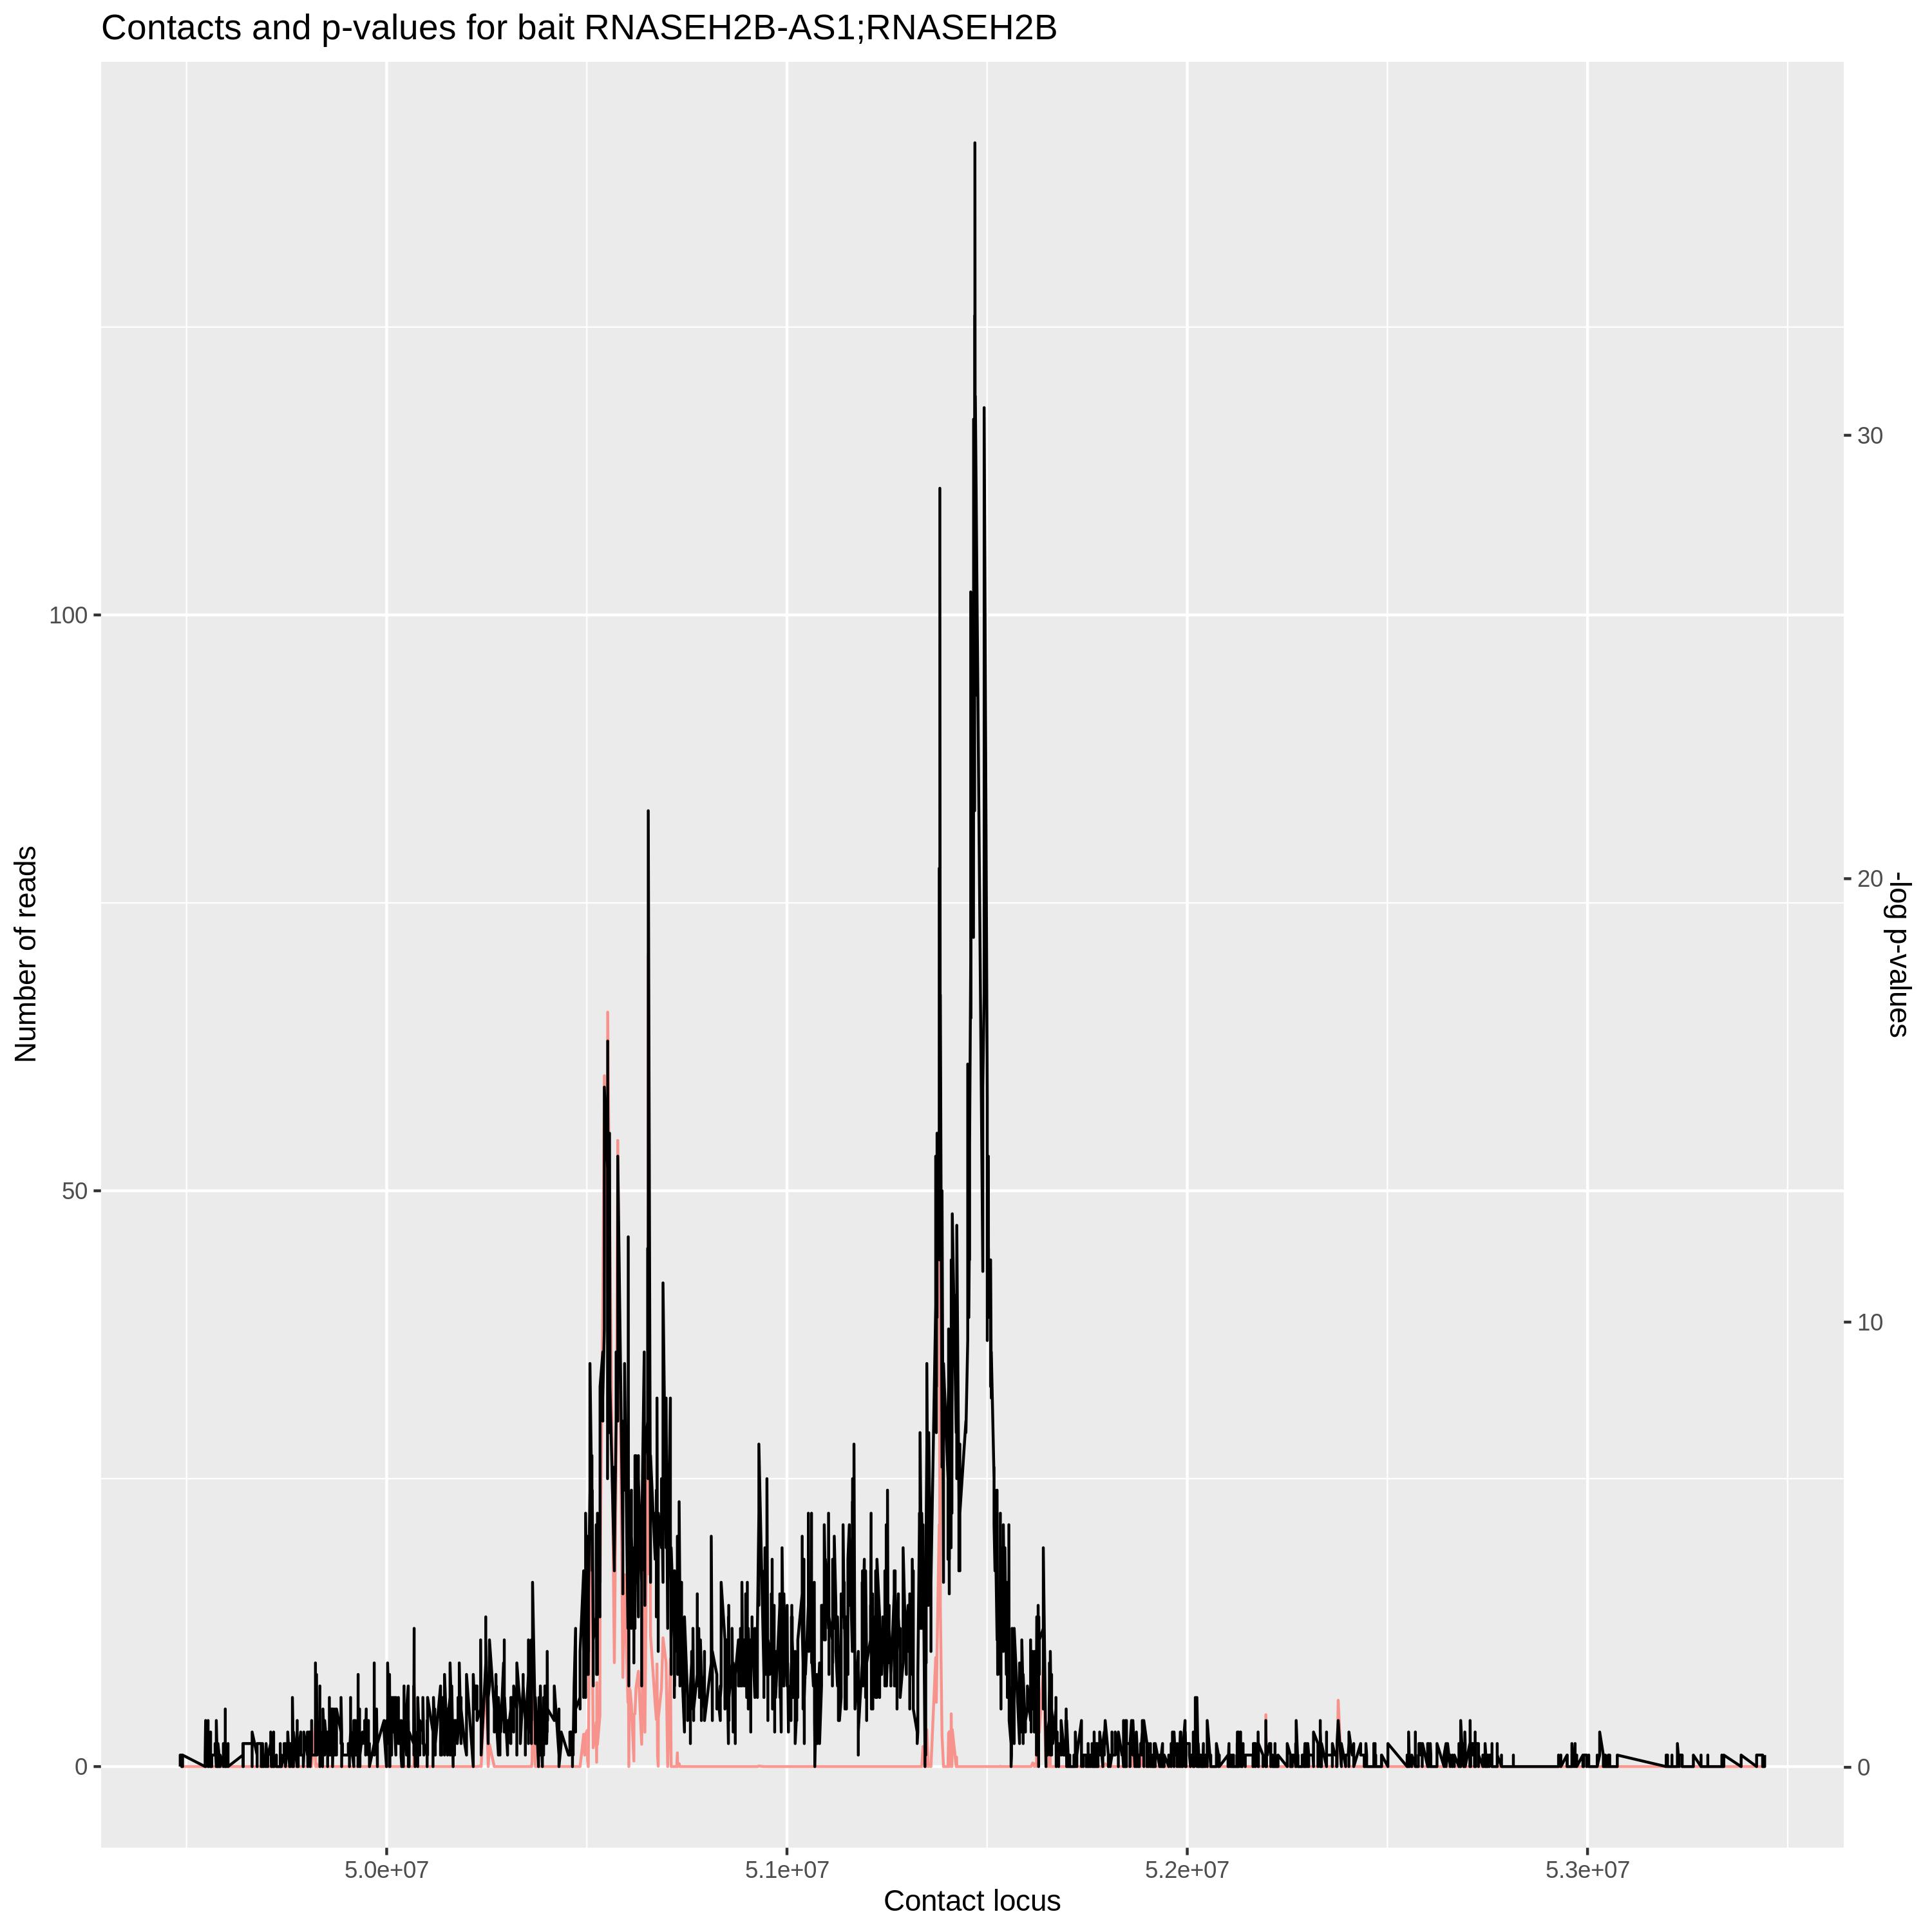 Contacts and p-values for bait RNASEH2B-AS1;RNASEH2B
Number of reads
100
50
0
30
20
10
0
-log p-values
5.0e+07
5.1e+07
5.2e+07
5.3e+07
Contact locus